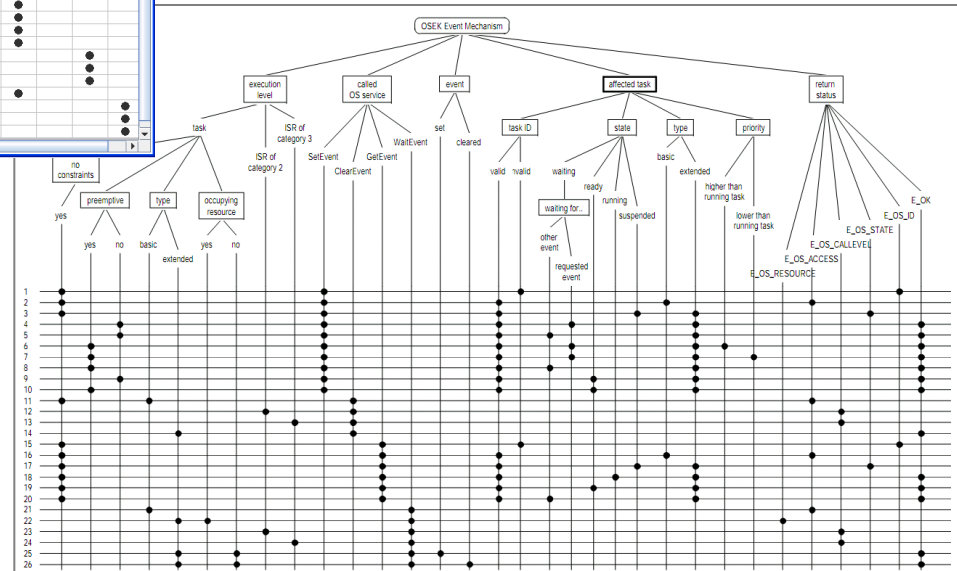 OSEK Event Mechanism
execution
level
called
OS service
event
affected task
return
status
task
ISR of
category 3
ISR of
category 2
SetEvent
ClearEvent
GetEvent
WaitEvent
set
cleared
task ID
state
type
priority
no
constraints
preemptive
type
occupying
resource
valid
waiting
ready
running
suspended
basic
extended
higher than
running task
lower than
running task
waiting for..
other
event
requested
event
yes
yes
no
basic
extended
yes
no
E_OK
E_OS_ID
E_OS_STATE
E_OS_CALLEVEL
E_OS_ACCESS
E_OS_RESOURCE
1
2
3
4
5
6
7
8
9
10
11
12
13
14
15
16
17
18
19
20
21
22
23
24
25
26